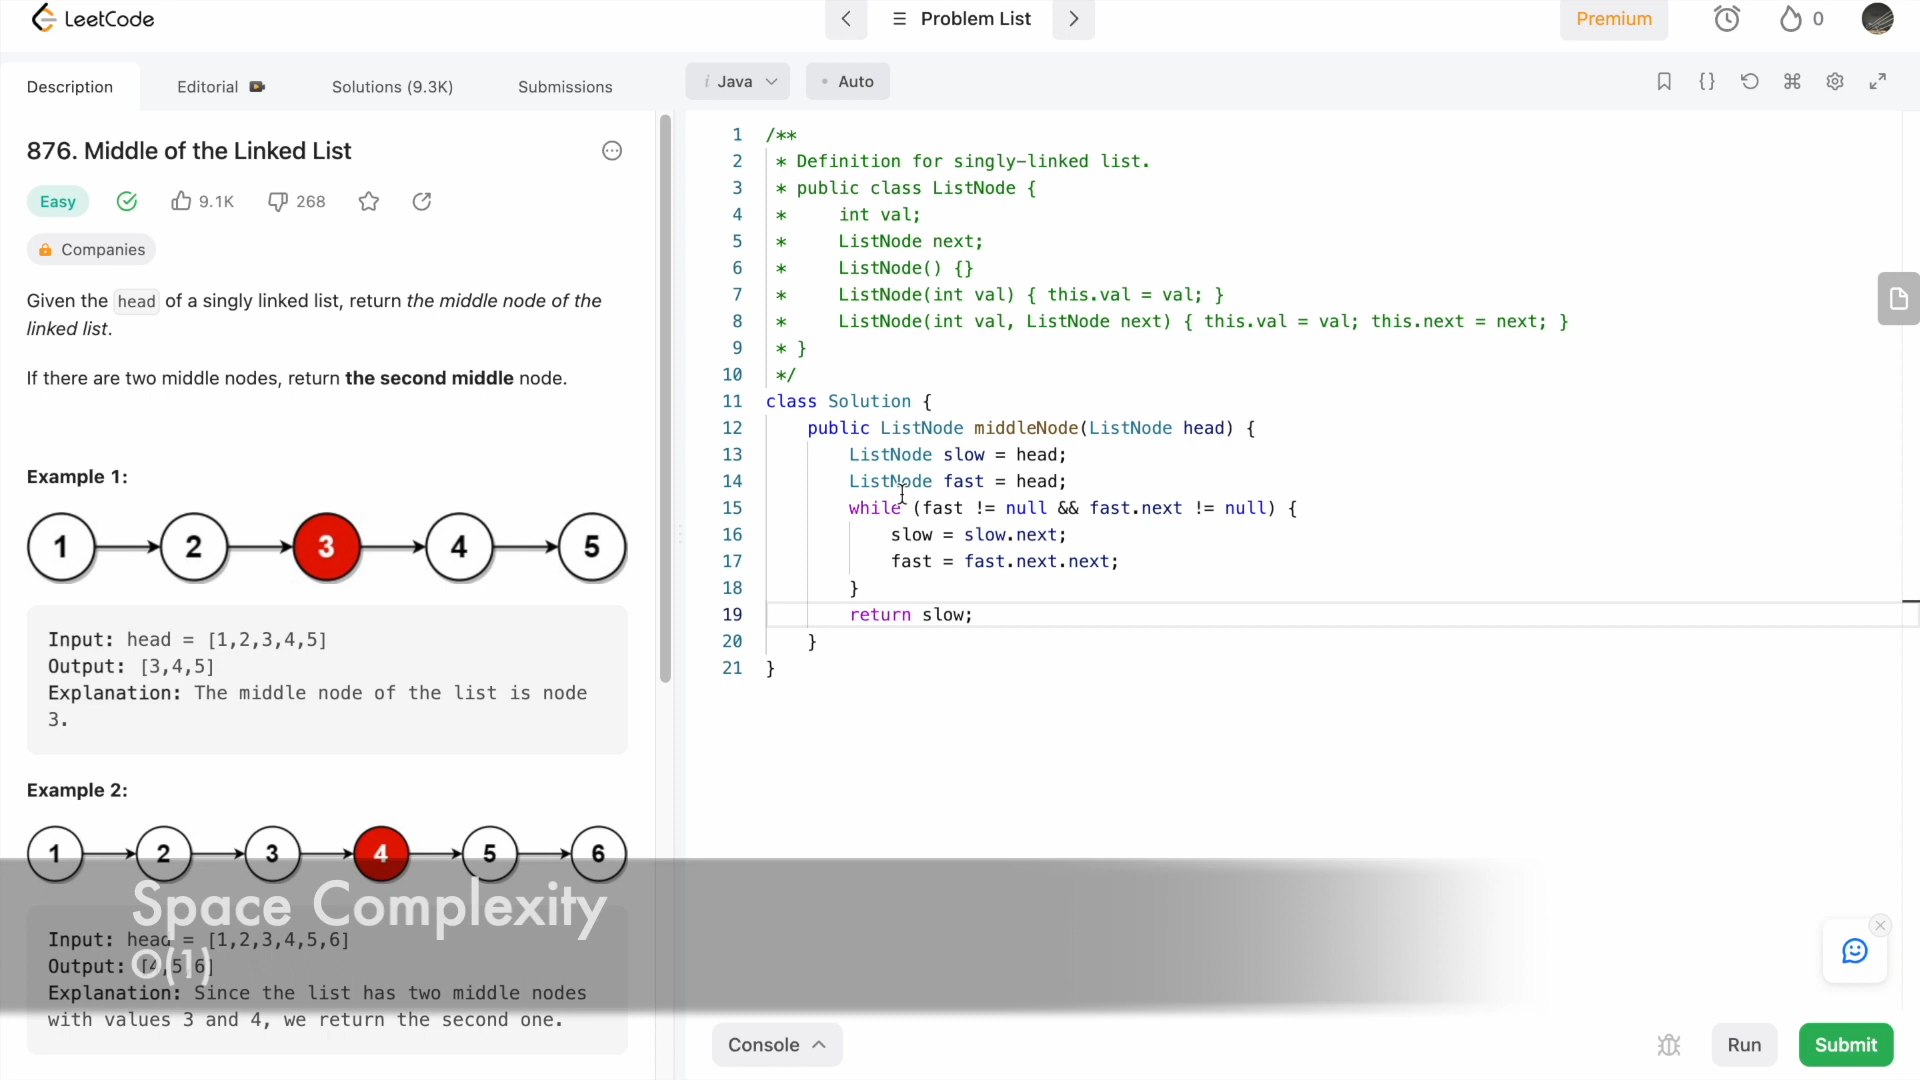 LeetCode
Problem List
Premium
0
Description
Editorial
Solutions (9.3K)
Submissions
i Java
Auto
876. Middle of the Linked List
Easy
9.1K
268
Companies
Given the head of a singly linked list, return the middle node of the
linked list.
If there are two middle nodes, return the second middle node.
Example 1:
1 2 3 4 5
Input: head = [1,2,3,4,5]
Output: [3,4,5]
Explanation: The middle node of the list is node
3.
Example 2:
1 2 3 4 5 6
Input: head = [1,2,3,4,5,6]
Output: [4,5,6]
Explanation: Since the list has two middle nodes
with values 3 and 4, we return the second one.
Space Complexity
O(1)
1 /**
2 * Definition for singly-linked list.
3 * public class ListNode {
4 *     int val;
5 *     ListNode next;
6 *     ListNode() {}
7 *     ListNode(int val) { this.val = val; }
8 *     ListNode(int val, ListNode next) { this.val = val; this.next = next; }
9 * }
10 */
11 class Solution {
12     public ListNode middleNode(ListNode head) {
13         ListNode slow = head;
14         ListNode fast = head;
15         while (fast != null && fast.next != null) {
16             slow = slow.next;
17             fast = fast.next.next;
18         }
19         return slow;
20     }
21 }
Console
Run
Submit